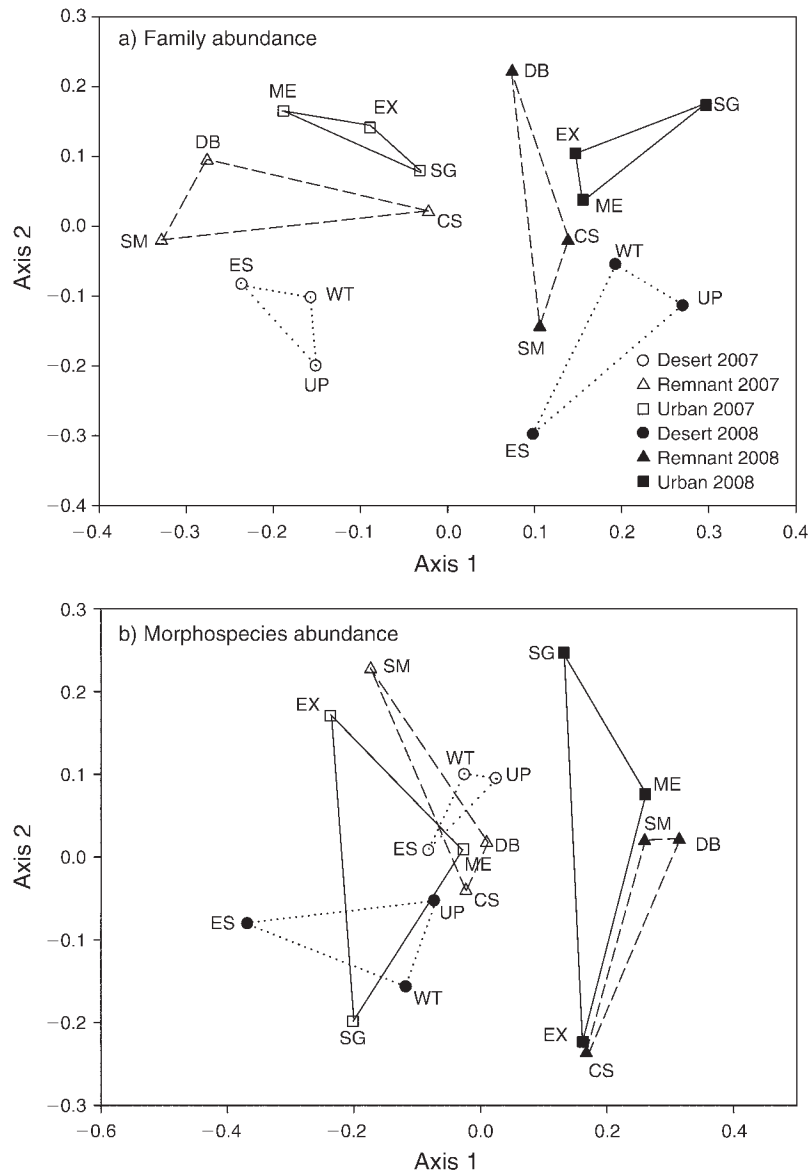 a) Family abundance
0.3
0.2
0.1
0.0
−0.1
−0.2
−0.3
−0.4
Axis 2
DB
SG
ME
EX
EX
DB
SG
ME
CS
SM
CS
WT
ES
WT
UP
SM
UP
ES
Desert 2007
Remnant 2007
Urban 2007
Desert 2008
Remnant 2008
Urban 2008
−0.4 −0.3 −0.2 −0.1 0.0 0.1 0.2 0.3 0.4
Axis 1
b) Morphospecies abundance
0.3
0.2
0.1
0.0
−0.1
−0.2
−0.3
Axis 2
SM
SG
EX
WT
UP
ME
SM
DB
ES
DB
ME
CS
UP
ES
WT
SG
EX
CS
−0.6 −0.4 −0.2 0.0 0.2 0.4
Axis 1